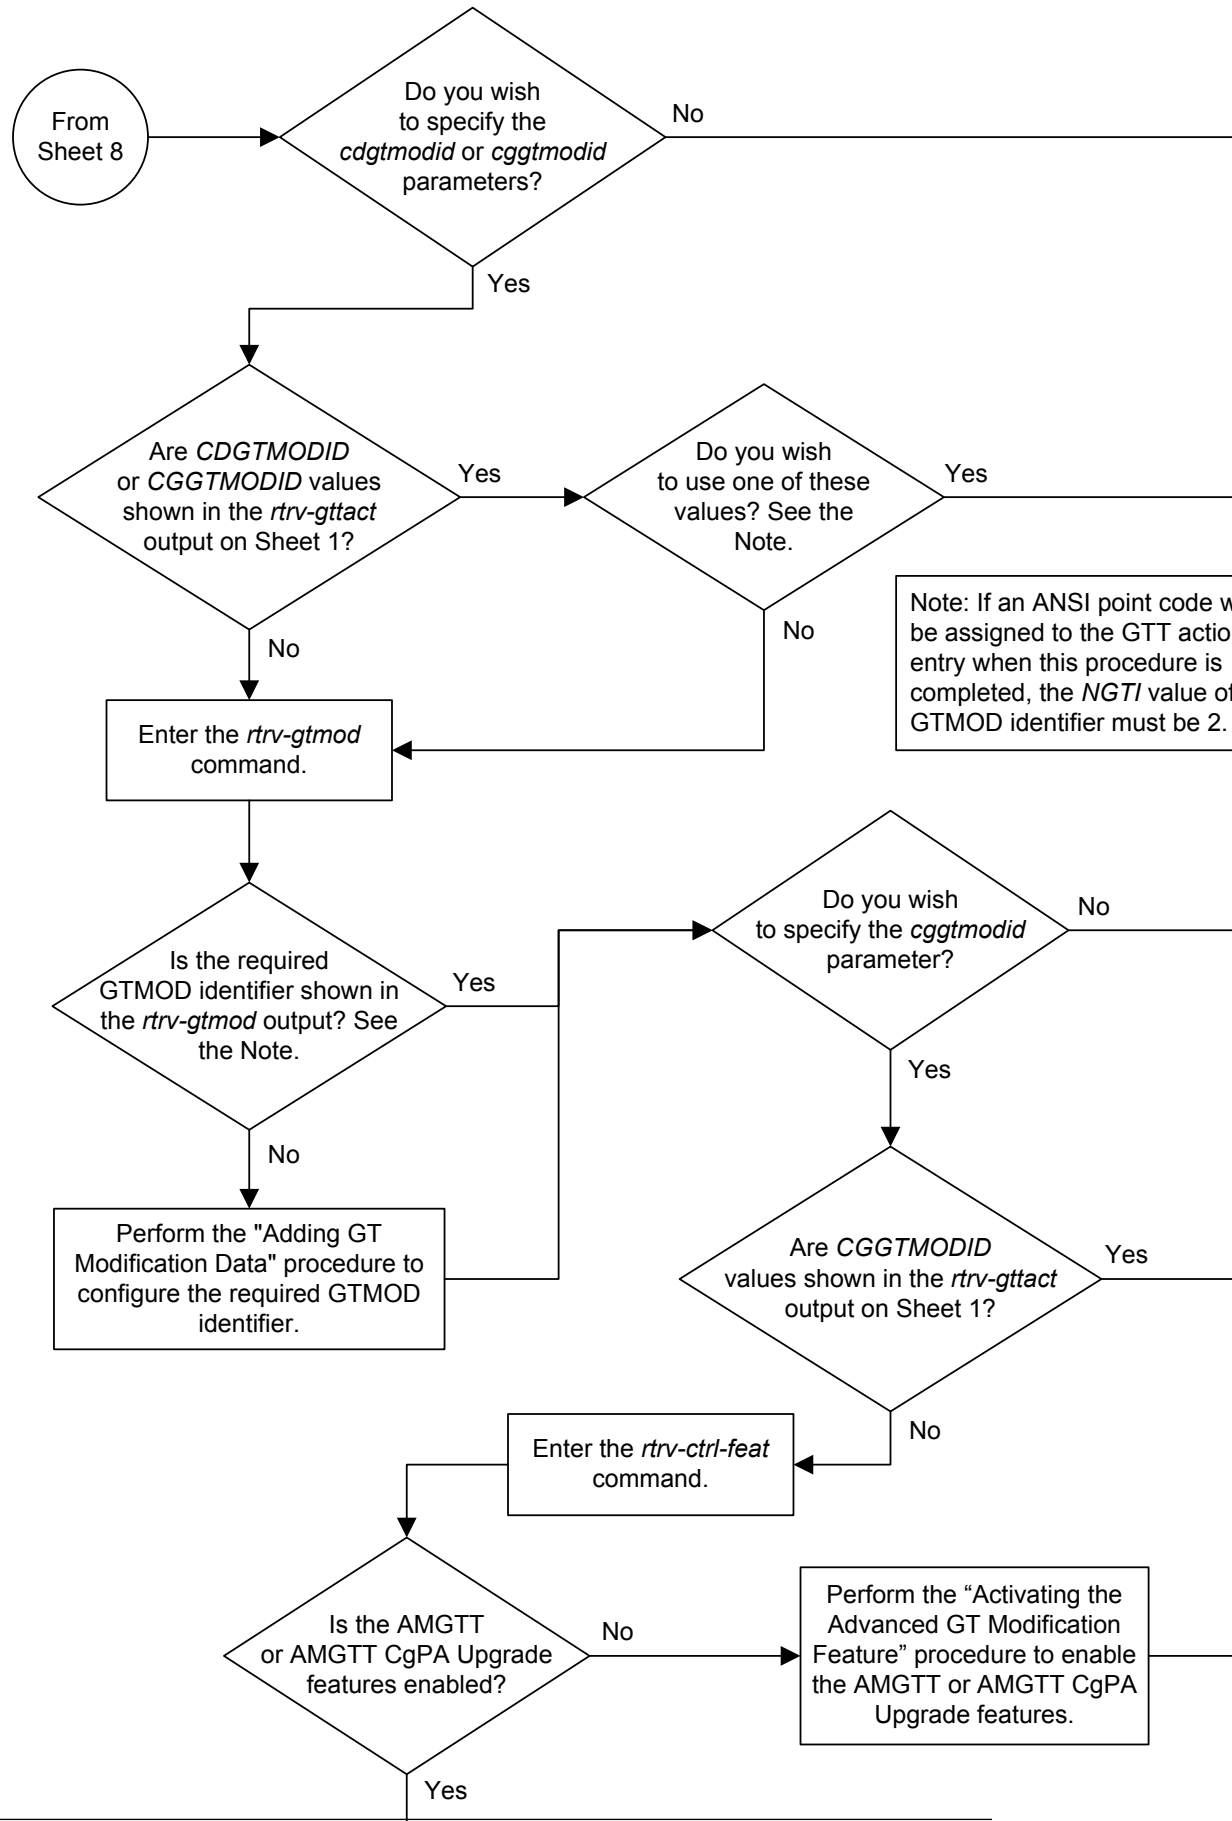 From
Sheet 8
Do you wish
to specify the
cdgtmodid or cggtmodid
parameters?
No
Yes
Are CDGTMODID
or CGGTMODID values
shown in the rtrv-gttact
output on Sheet 1?
Yes
No
Do you wish
to use one of these
values? See the
Note.
Yes
No
Note: If an ANSI point code
be assigned to the GTT
entry when this procedure is
completed, the NGTI value
GTMOD identifier must be 2.
Enter the rtrv-gtmod
command.
Is the required
GTMOD identifier shown in
the rtrv-gtmod output? See
the Note.
Yes
No
Perform the "Adding GT
Modification Data" procedure to
configure the required GTMOD
identifier.
Do you wish
to specify the cggtmodid
parameter?
No
Yes
Are CGGTMODID
values shown in the rtrv-gttact
output on Sheet 1?
Yes
No
Enter the rtrv-ctrl-feat
command.
Is the AMGTT
or AMGTT CgPA Upgrade
features enabled?
No
Yes
Perform the “Activating the
Advanced GT Modification
Feature” procedure to enable
the AMGTT or AMGTT CgPA
Upgrade features.